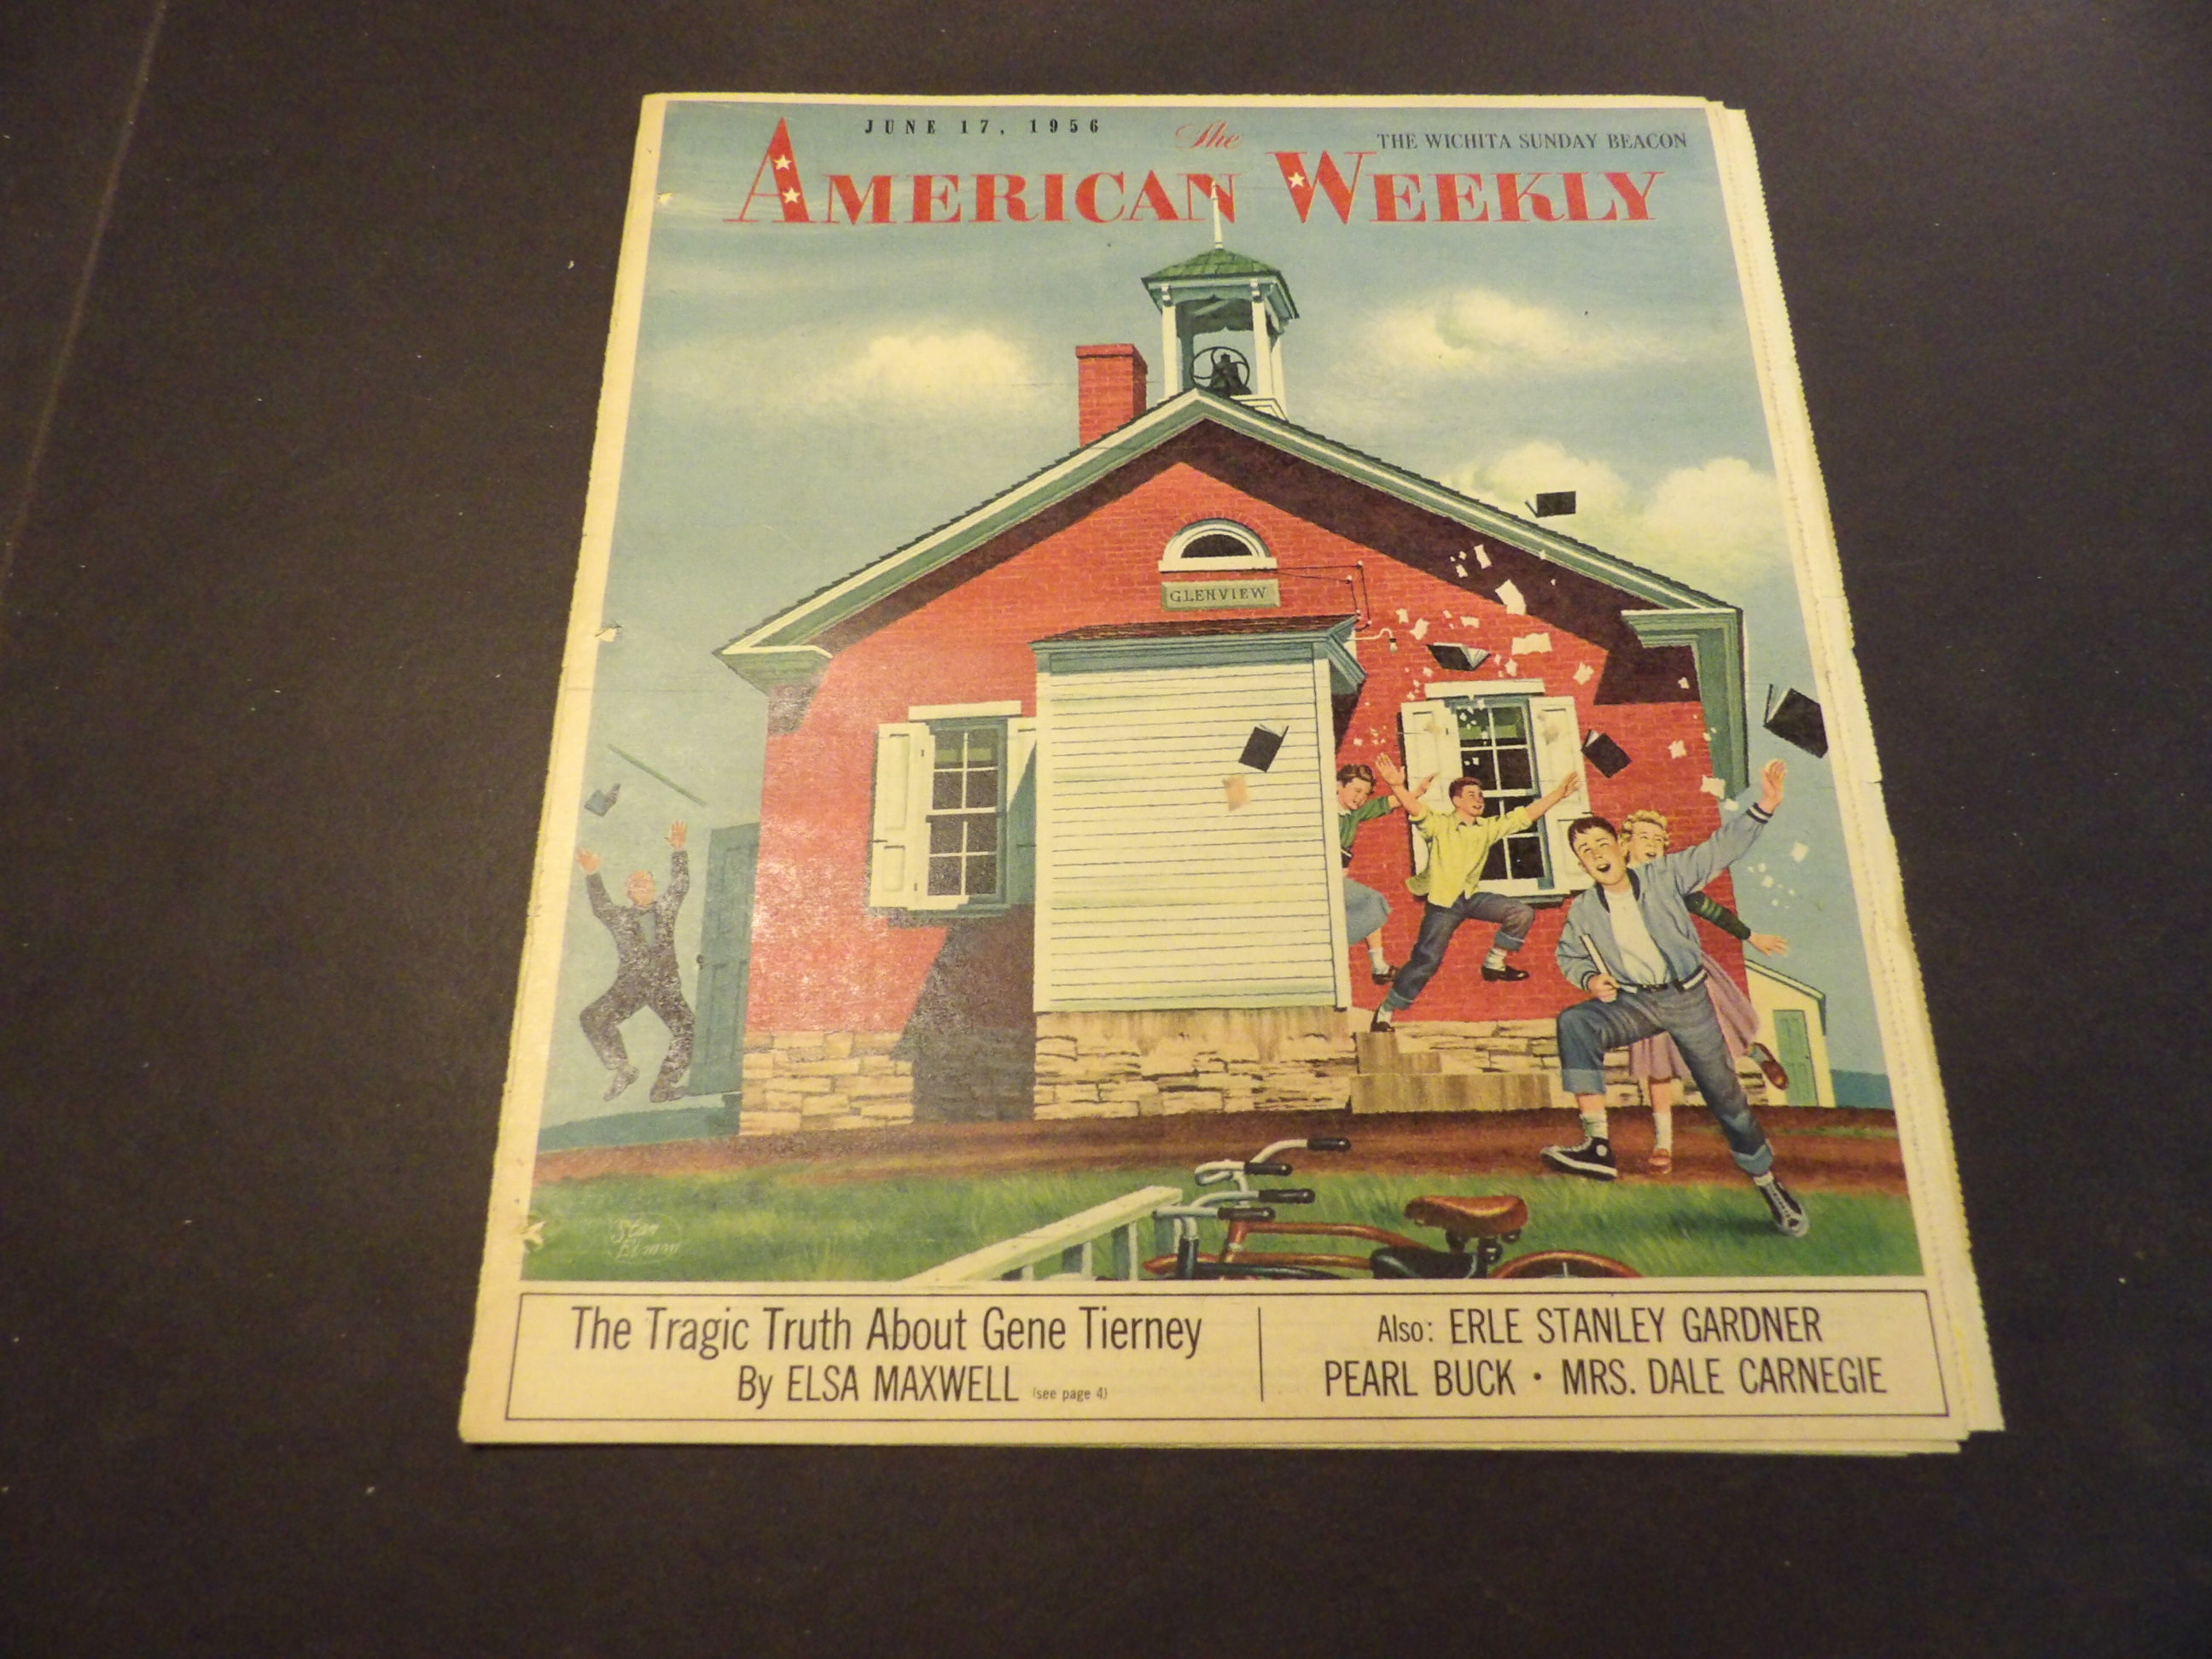 JUNE 17, 1956
The
THE WICHITA SUNDAY BEACON
AMERICAN WEEKLY
GLENVIEW
The Tragic Truth About Gene Tierney
By ELSA MAXWELL (see page 4)
Also: ERLE STANLEY GARDNER
PEARL BUCK • MRS. DALE CARNEGIE